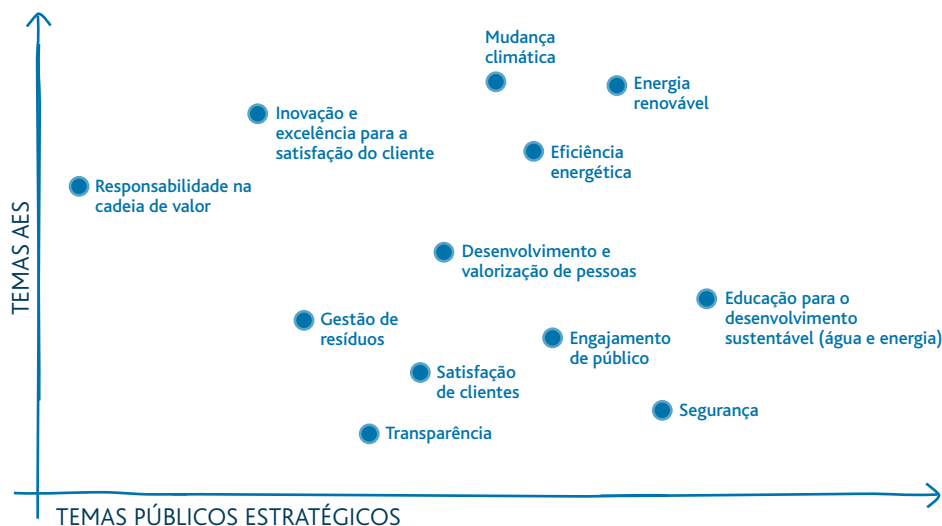 Mudança
climática
Energia
renovável
Inovação e
excelência para a
satisfação do cliente
Eficiência
energética
Responsabilidade na
cadeia de valor
TEMAS AES
Desenvolvimento e
valorização de pessoas
Educação para o
desenvolvimento
sustentável (água e energia)
Gestão de
resíduos
Engajamento
de público
Satisfação
de clientes
Segurança
Transparência
TEMAS PÚBLICOS ESTRATÉGICOS